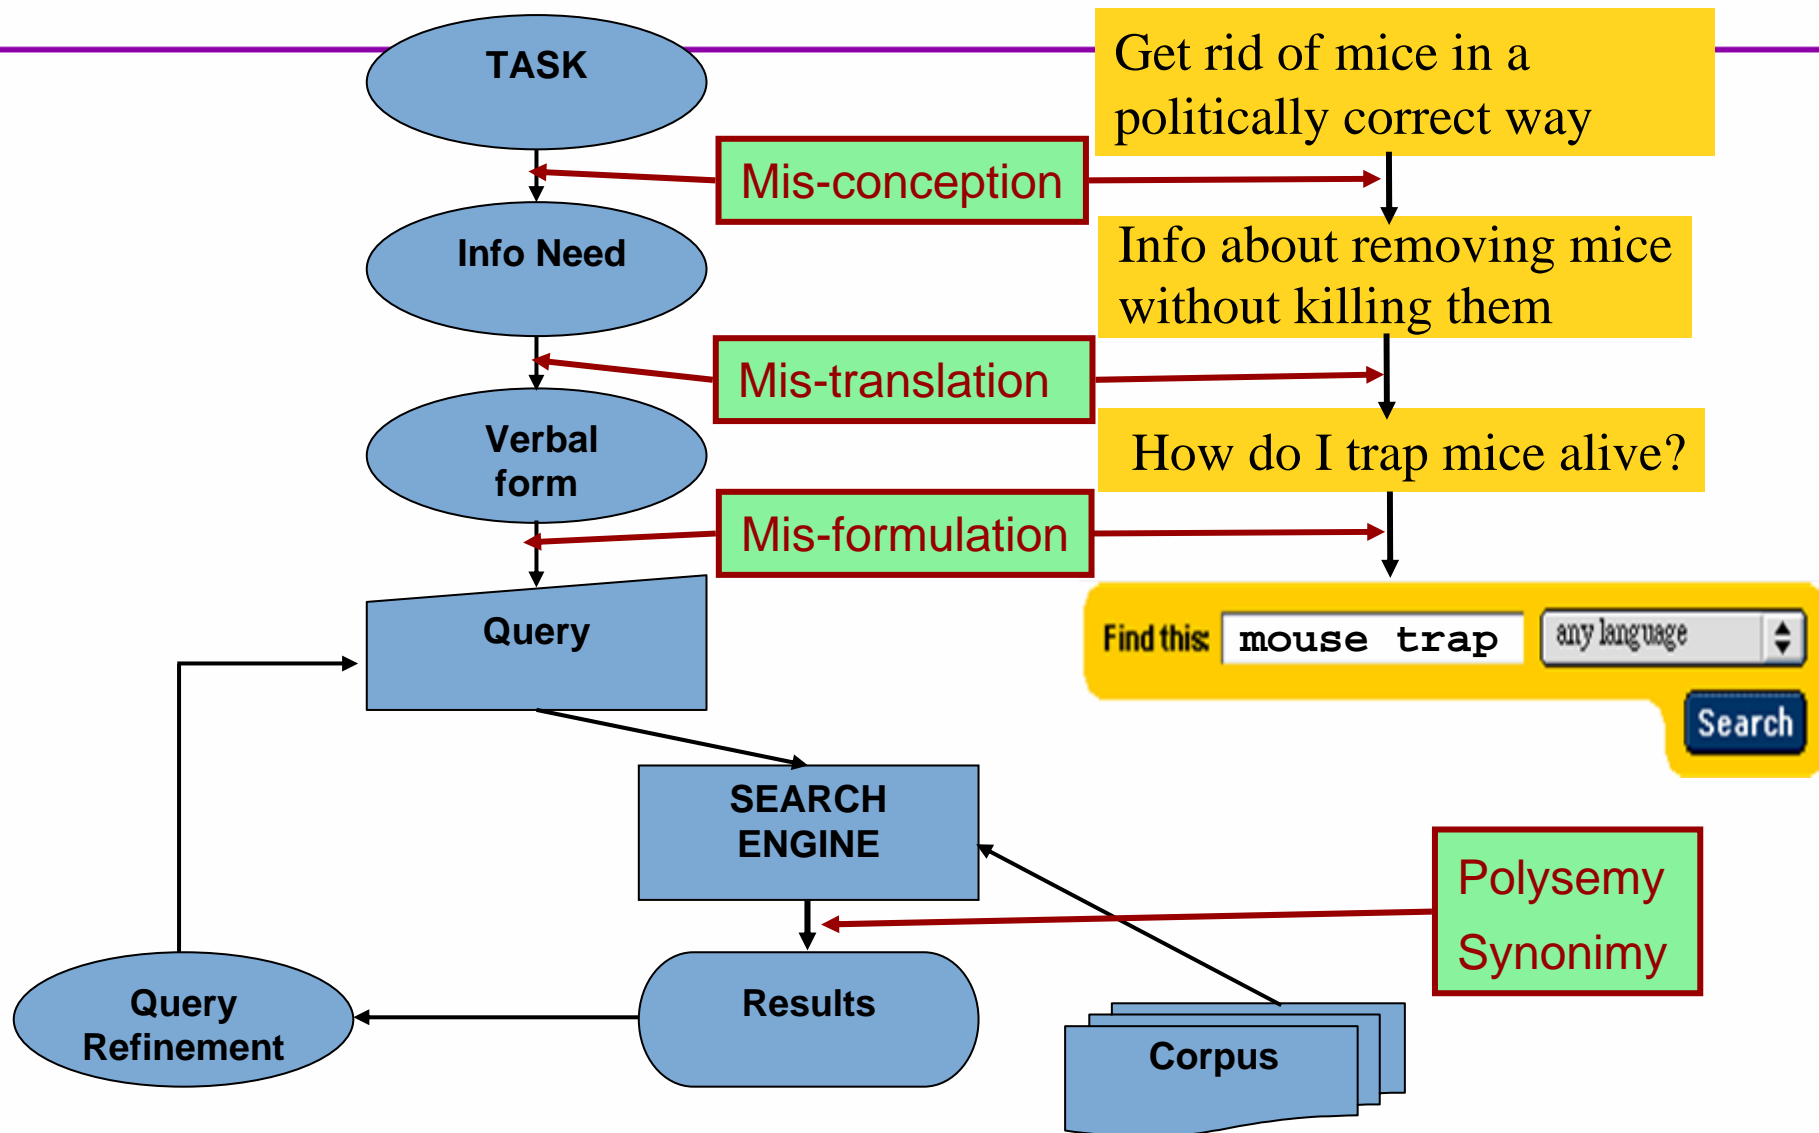 TASK
Get rid of mice in a
politically correct way
Mis-conception
Info Need
Info about removing mice
without killing them
Mis-translation
Verbal
form
How do I trap mice alive?
Mis-formulation
Query
Find this: mouse trap any language
Search
SEARCH
ENGINE
Polysemy
Synonimy
Query
Refinement
Results
Corpus